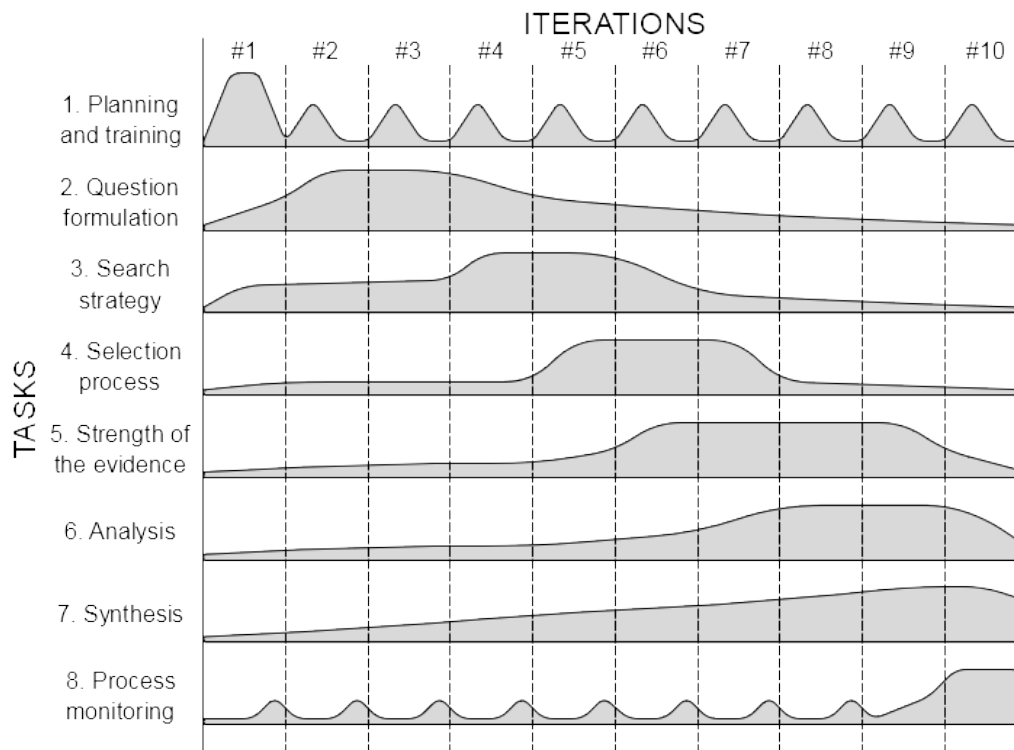 ITERATIONS
#1 #2 #3 #4 #5 #6 #7 #8 #9 #10
TASKS
1. Planning
and training
2. Question
formulation
3. Search
strategy
4. Selection
process
5. Strength of
the evidence
6. Analysis
7. Synthesis
8. Process
monitoring